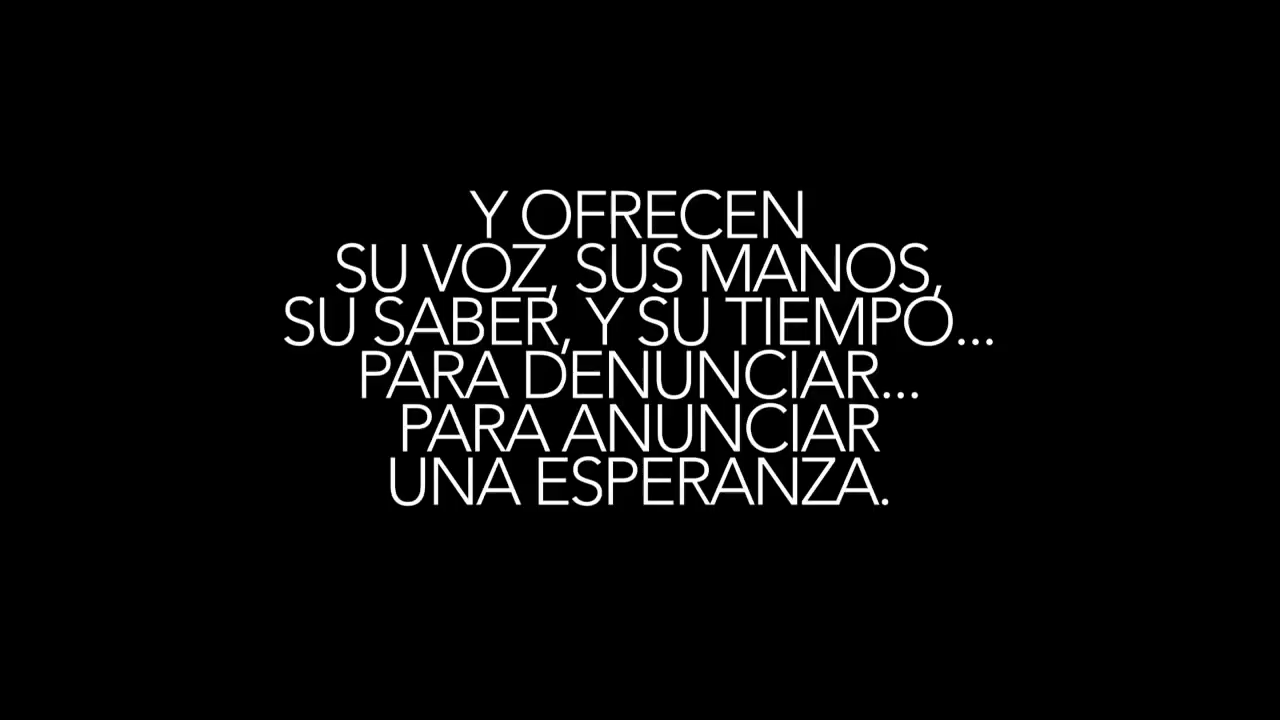 Y OFRECEN
SU VOZ, SUS MANOS,
SU SABER, Y SU TIEMPO...
PARA DENUNCIAR...
PARA ANUNCIAR
UNA ESPERANZA.